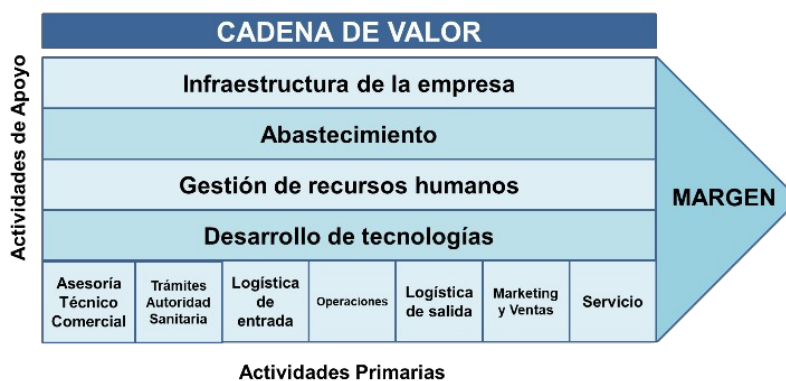 CADENA DE VALOR
Actividades de Apoyo
Infraestructura de la empresa
Abastecimiento
Gestión de recursos humanos
Desarrollo de tecnologías
MARGEN
Asesoría
Técnico
Comercial
Trámites
Autoridad
Sanitaria
Logística
de
entrada
Operaciones
Logística
de salida
Marketing
y Ventas
Servicio
Actividades Primarias